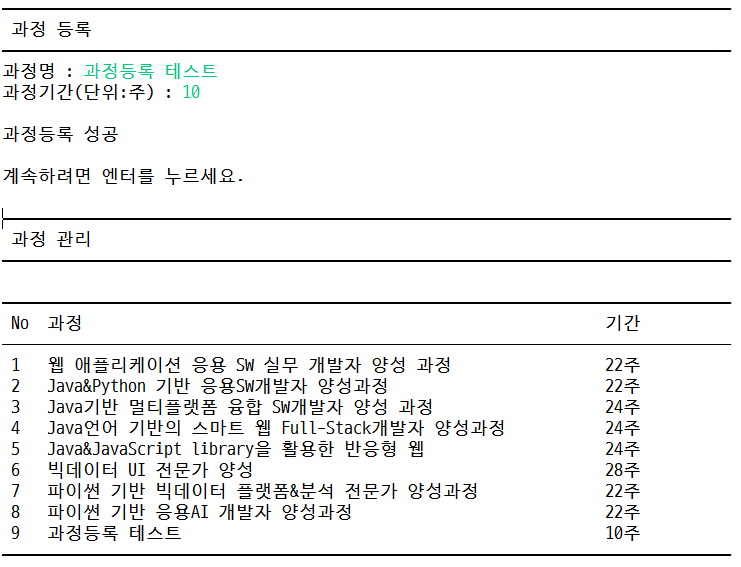 과정 등록
과정명 : 과정등록 테스트
과정기간(단위:주) : 10
과정등록 성공
계속하려면 엔터를 누르세요.
과정 관리
No 과정 기간
1 웹 애플리케이션 응용 SW 실무 개발자 양성 과정 22주
2 Java&Python 기반 응용SW개발자 양성과정 22주
3 Java기반 멀티플랫폼 융합 SW개발자 양성 과정 24주
4 Java언어 기반의 스마트 웹 Full-Stack개발자 양성과정 24주
5 Java&JavaScript library을 활용한 반응형 웹 24주
6 빅데이터 UI 전문가 양성 28주
7 파이썬 기반 빅데이터 플랫폼&분석 전문가 양성과정 22주
8 파이썬 기반 응용AI 개발자 양성과정 22주
9 과정등록 테스트 10주